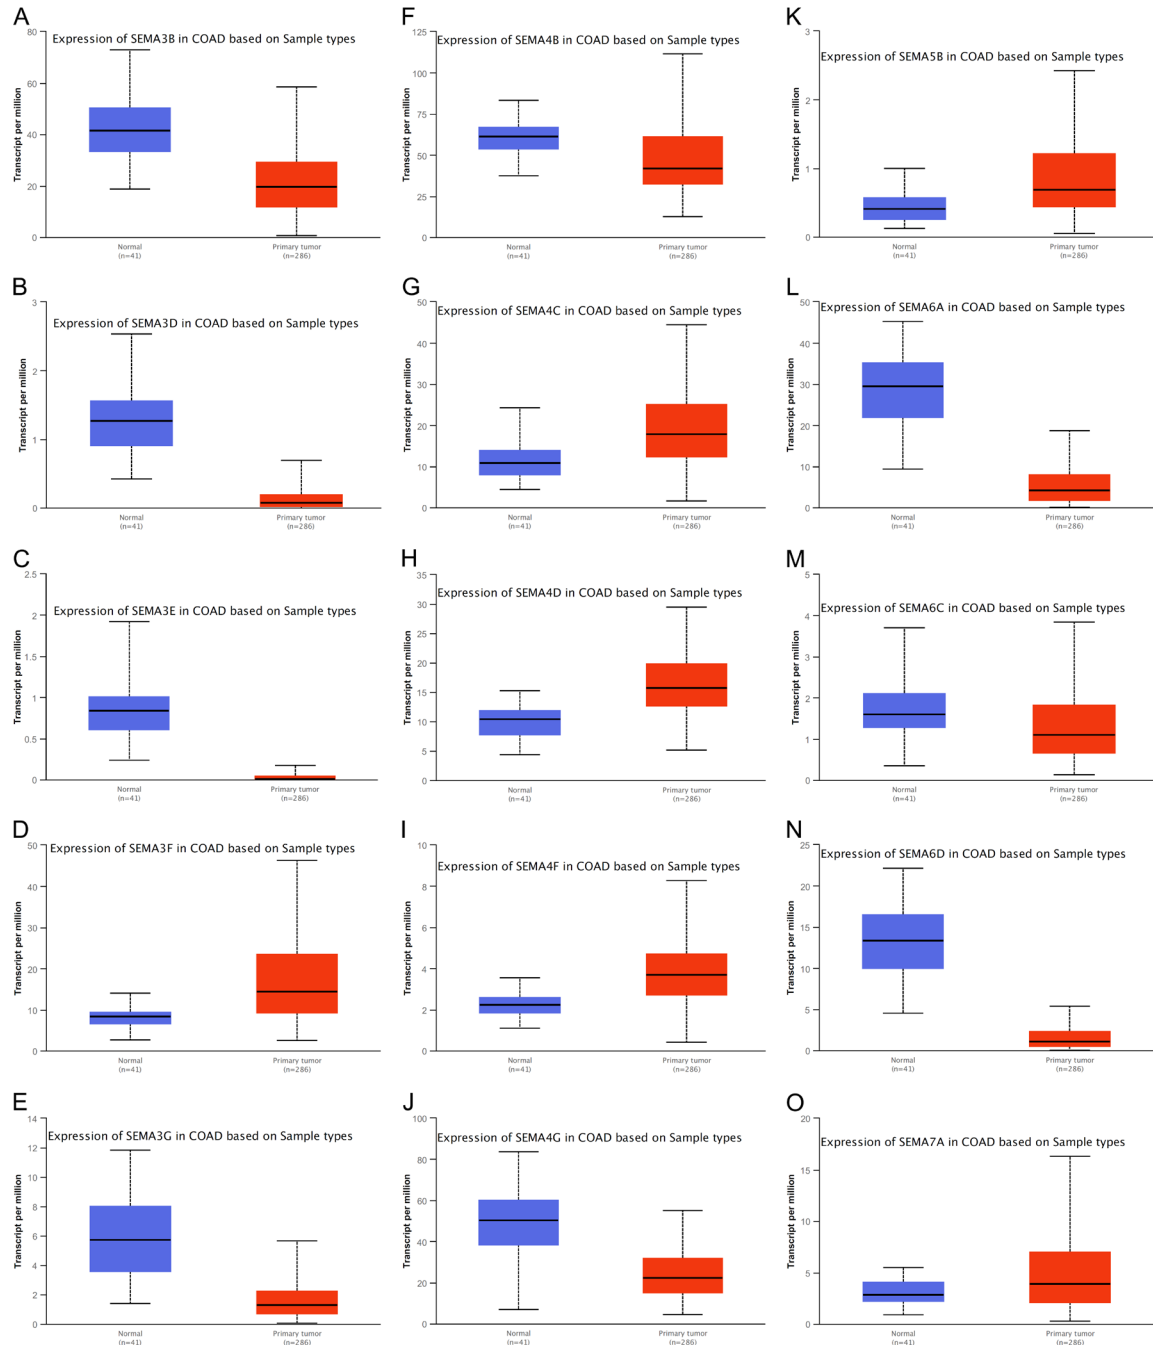 A
Expression of SEMA3B in COAD based on Sample types
Transcript per million
80
60
40
20
0
Normal
(n=41)
Primary tumor
(n=286)
F
Expression of SEMA4B in COAD based on Sample types
Transcript per million
125
100
75
50
25
0
Normal
(n=41)
Primary tumor
(n=286)
K
Expression of SEMA5B in COAD based on Sample types
Transcript per million
3
2
1
0
Normal
(n=41)
Primary tumor
(n=286)
B
Expression of SEMA3D in COAD based on Sample types
Transcript per million
3
2
1
0
Normal
(n=41)
Primary tumor
(n=286)
G
Expression of SEMA4C in COAD based on Sample types
Transcript per million
50
40
30
20
10
0
Normal
(n=41)
Primary tumor
(n=286)
L
Expression of SEMA6A in COAD based on Sample types
Transcript per million
50
40
30
20
10
0
Normal
(n=41)
Primary tumor
(n=286)
C
Expression of SEMA3E in COAD based on Sample types
Transcript per million
2.5
2
1.5
1
0.5
0
Normal
(n=41)
Primary tumor
(n=286)
H
Expression of SEMA4D in COAD based on Sample types
Transcript per million
35
30
25
20
15
10
5
0
Normal
(n=41)
Primary tumor
(n=286)
M
Expression of SEMA6C in COAD based on Sample types
Transcript per million
5
4
3
2
1
0
Normal
(n=41)
Primary tumor
(n=286)
D
Expression of SEMA3F in COAD based on Sample types
Transcript per million
50
40
30
20
10
0
Normal
(n=41)
Primary tumor
(n=286)
I
Expression of SEMA4F in COAD based on Sample types
Transcript per million
10
8
6
4
2
0
Normal
(n=41)
Primary tumor
(n=286)
N
Expression of SEMA6D in COAD based on Sample types
Transcript per million
25
20
15
10
5
0
Normal
(n=41)
Primary tumor
(n=286)
E
Expression of SEMA3G in COAD based on Sample types
Transcript per million
14
12
10
8
6
4
2
0
Normal
(n=41)
Primary tumor
(n=286)
J
Expression of SEMA4G in COAD based on Sample types
Transcript per million
100
80
60
40
20
0
Normal
(n=41)
Primary tumor
(n=286)
O
Expression of SEMA7A in COAD based on Sample types
Transcript per million
20
15
10
5
0
Normal
(n=41)
Primary tumor
(n=286)